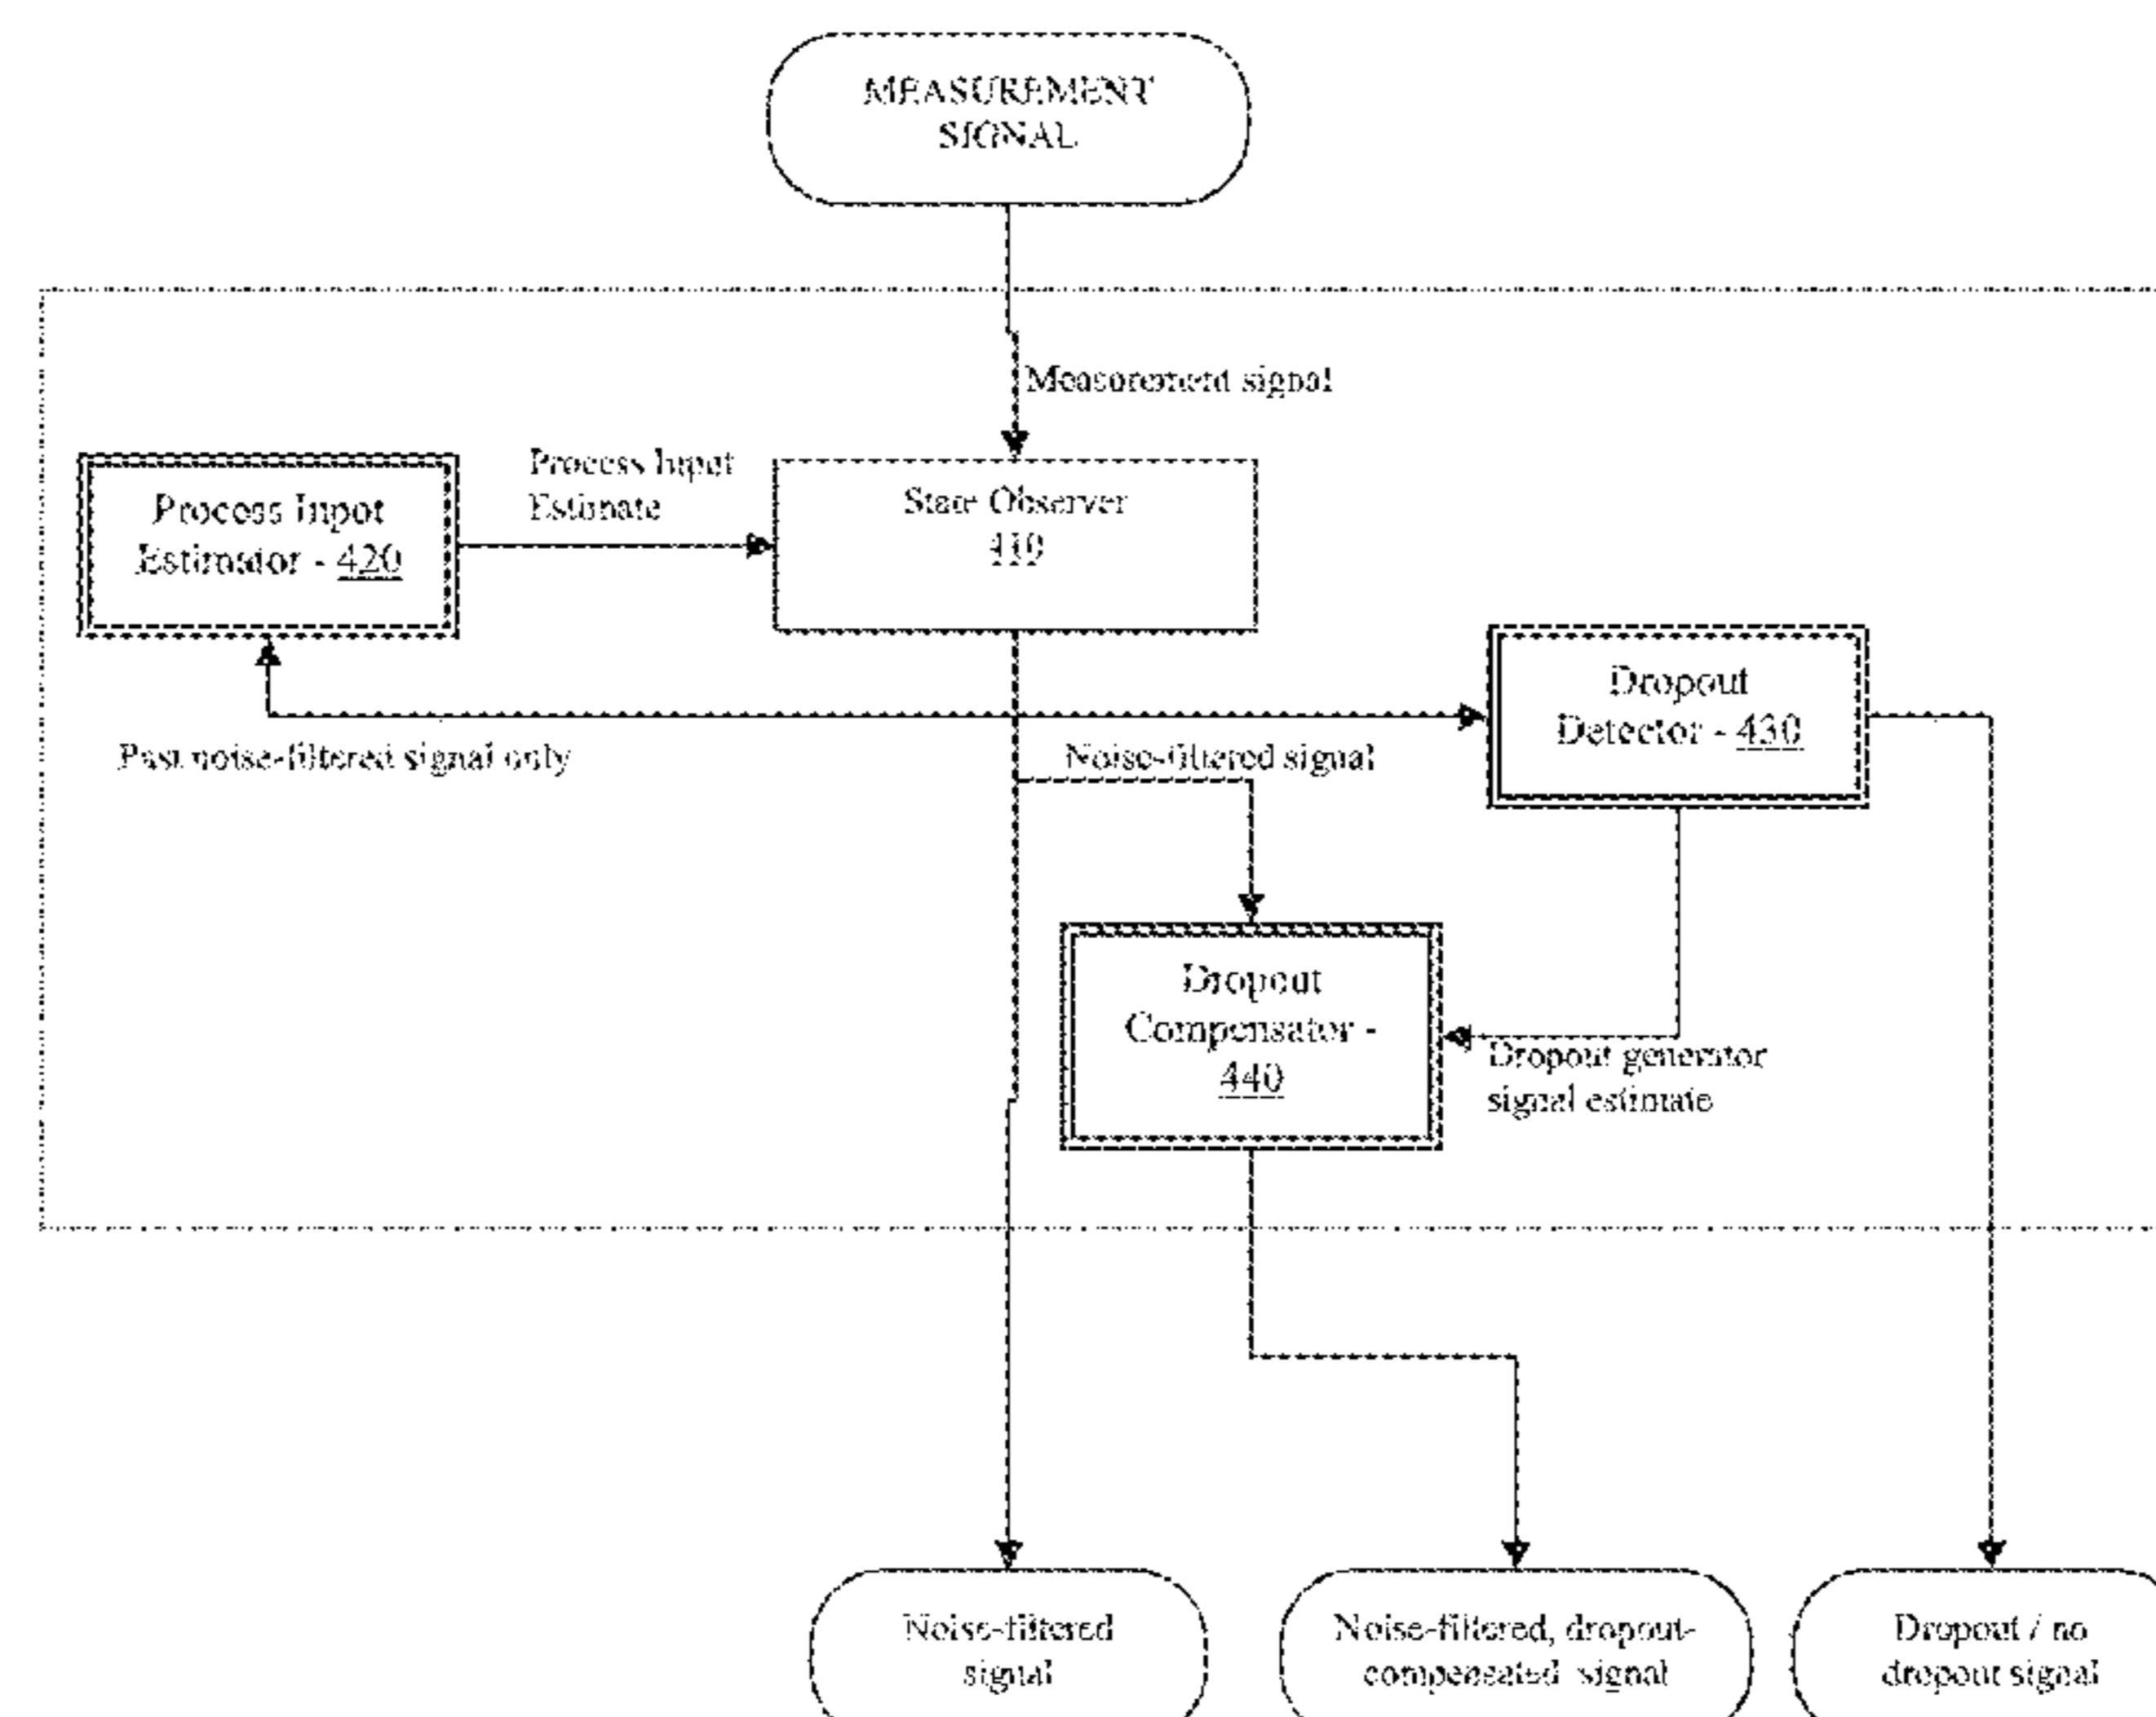 MEASUREMENT
SIGNAL
Measurement signal
Process Input
Estimate
Process Input
Estimator - 420
State Observer
410
Dropout
Detector - 430
Past noise-filtered signal only
Noise-filtered signal
Dropout
Compensator -
440
Dropout generator
signal estimate
Noise-filtered
signal
Noise-filtered, dropout-
compensated signal
Dropout / no
dropout signal